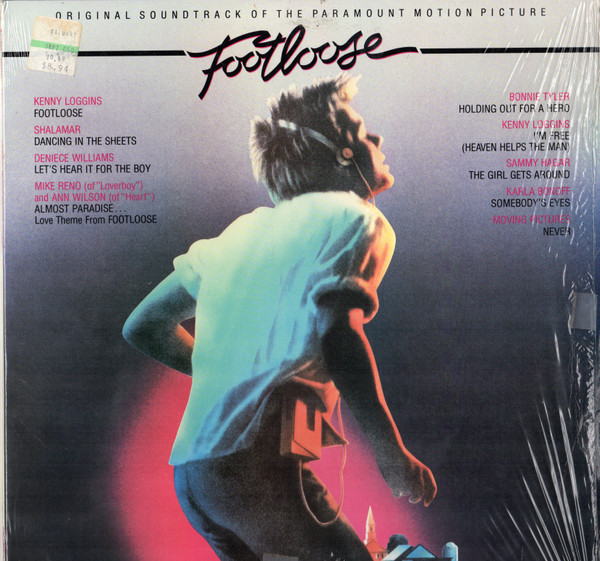 ORIGINAL SOUNDTRACK OF THE PARAMOUNT MOTION PICTURE
Footloose
$8.94
KENNY LOGGINS
FOOTLOOSE
SHALAMAR
DANCING IN THE SHEETS
DENIECE WILLIAMS
LET'S HEAR IT FOR THE BOY
MIKE RENO (of "Loverboy")
and ANN WILSON (of "Heart")
ALMOST PARADISE...
Love Theme From FOOTLOOSE
BONNIE TYLER
HOLDING OUT FOR A HERO
KENNY LOGGINS
I'M FREE
(HEAVEN HELPS THE MAN)
SAMMY HAGAR
THE GIRL GETS AROUND
KARLA BONOFF
SOMEBODY'S EYES
MOVING PICTURES
NEVER